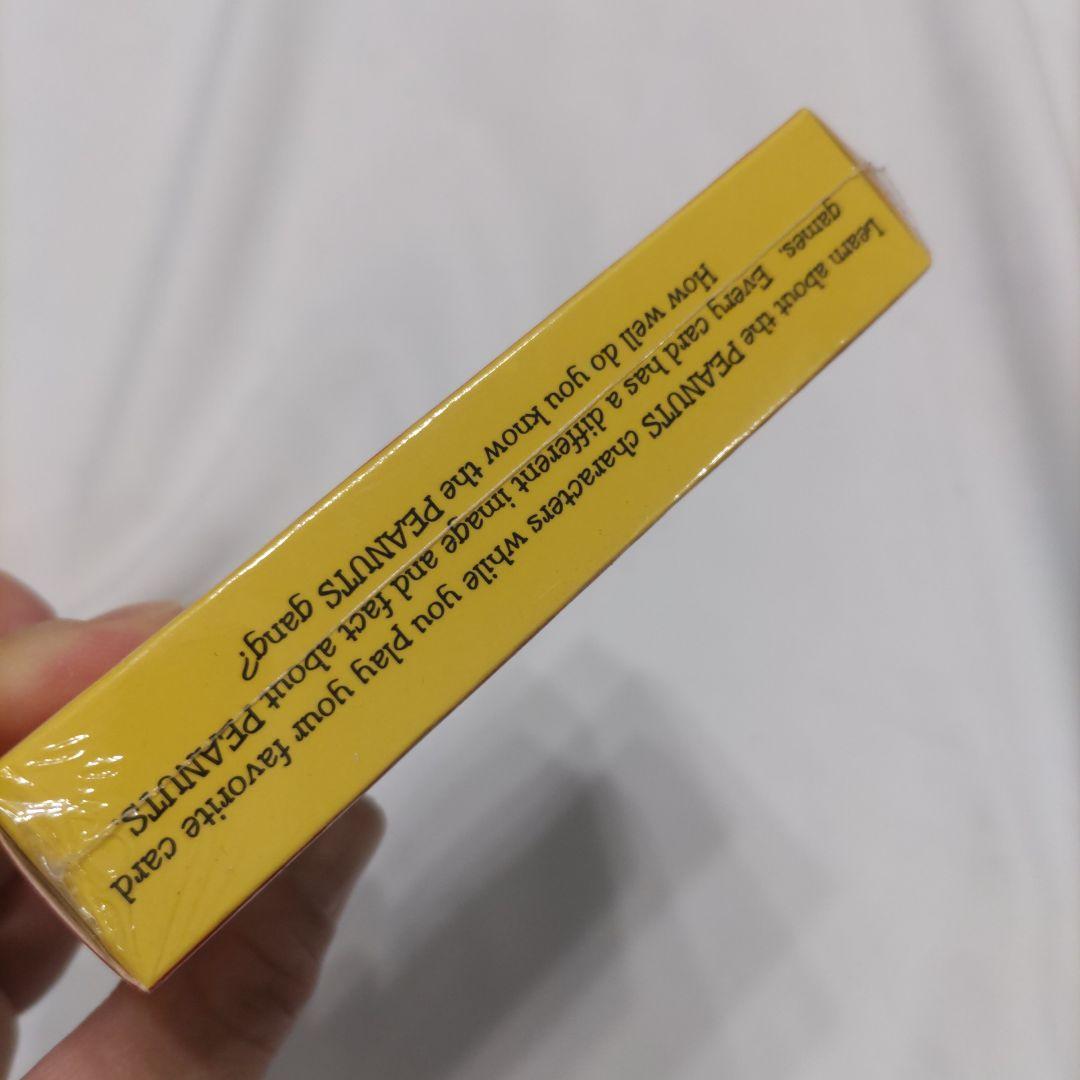 Learn about the PEANUTS characters while you play your favorite card
games. Every card has a different image and fact about PEANUTS.
How well do you know the PEANUTS gang?